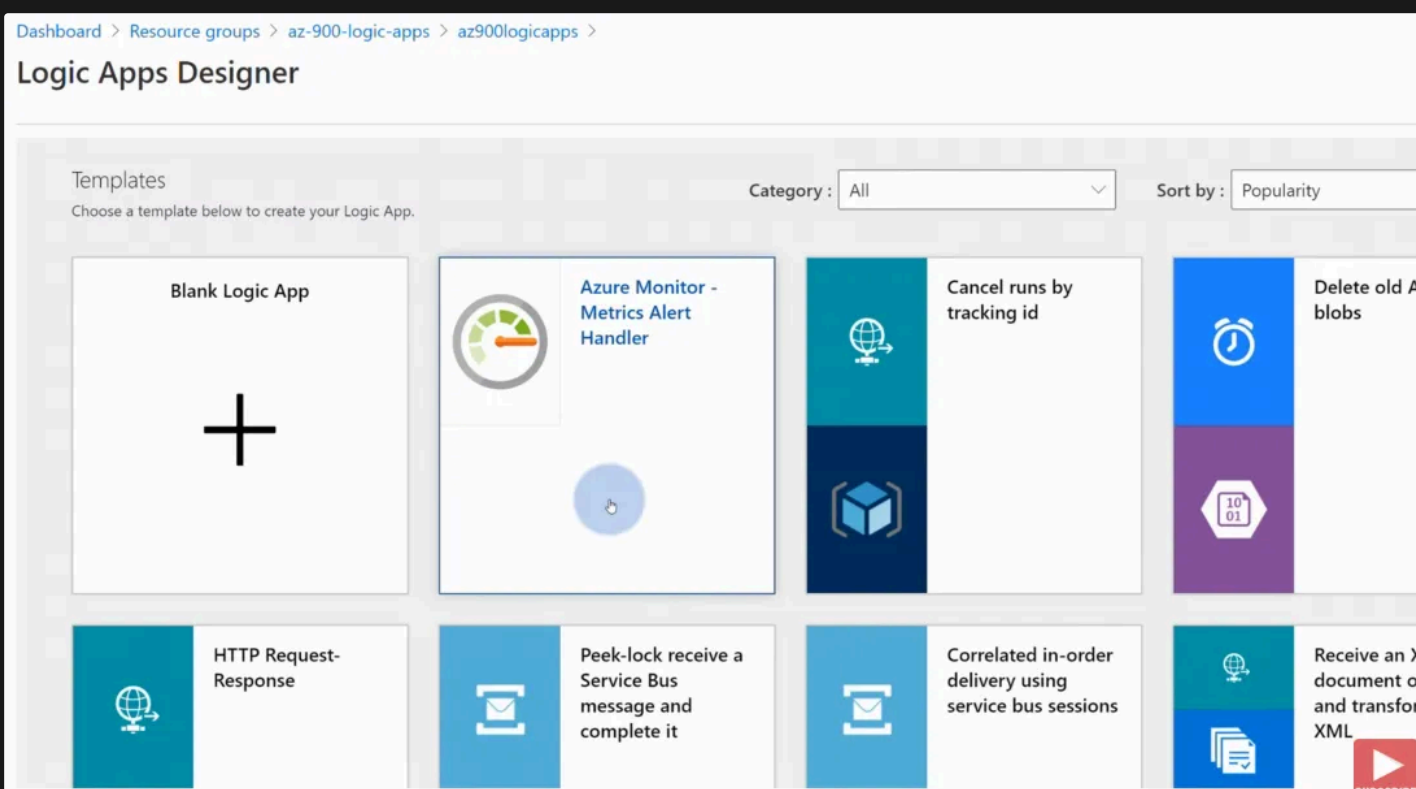 Dashboard > Resource groups > az-900-logic-apps > az900logicapps >
Logic Apps Designer
Templates
Choose a template below to create your Logic App.
Category : All
Sort by : Popularity
Blank Logic App
Azure Monitor -
Metrics Alert
Handler
Cancel runs by
tracking id
Delete old A
blobs
10
01
HTTP Request-
Response
Peek-lock receive a
Service Bus
message and
complete it
Correlated in-order
delivery using
service bus sessions
Receive an X
document o
and transfor
XML